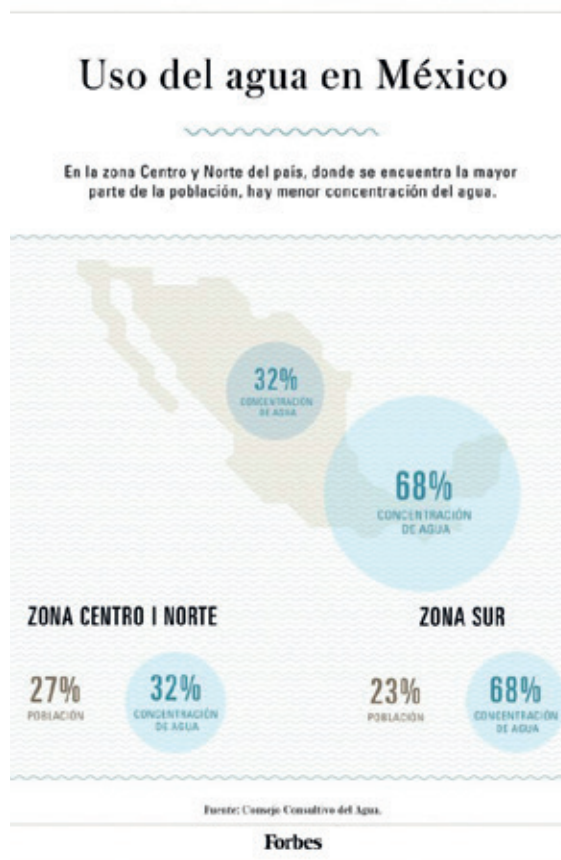 Uso del agua en México
En la zona Centro y Norte del país, donde se encuentra la mayor
parte de la población, hay menor concentración del agua.
32%
CONCENTRACIÓN
DE AGUA
68%
CONCENTRACIÓN
DE AGUA
ZONA CENTRO | NORTE
ZONA SUR
27%
POBLACIÓN
32%
CONCENTRACIÓN
DE AGUA
23%
POBLACIÓN
68%
CONCENTRACIÓN
DE AGUA
Fuente: Consejo Consultivo del Agua.
Forbes